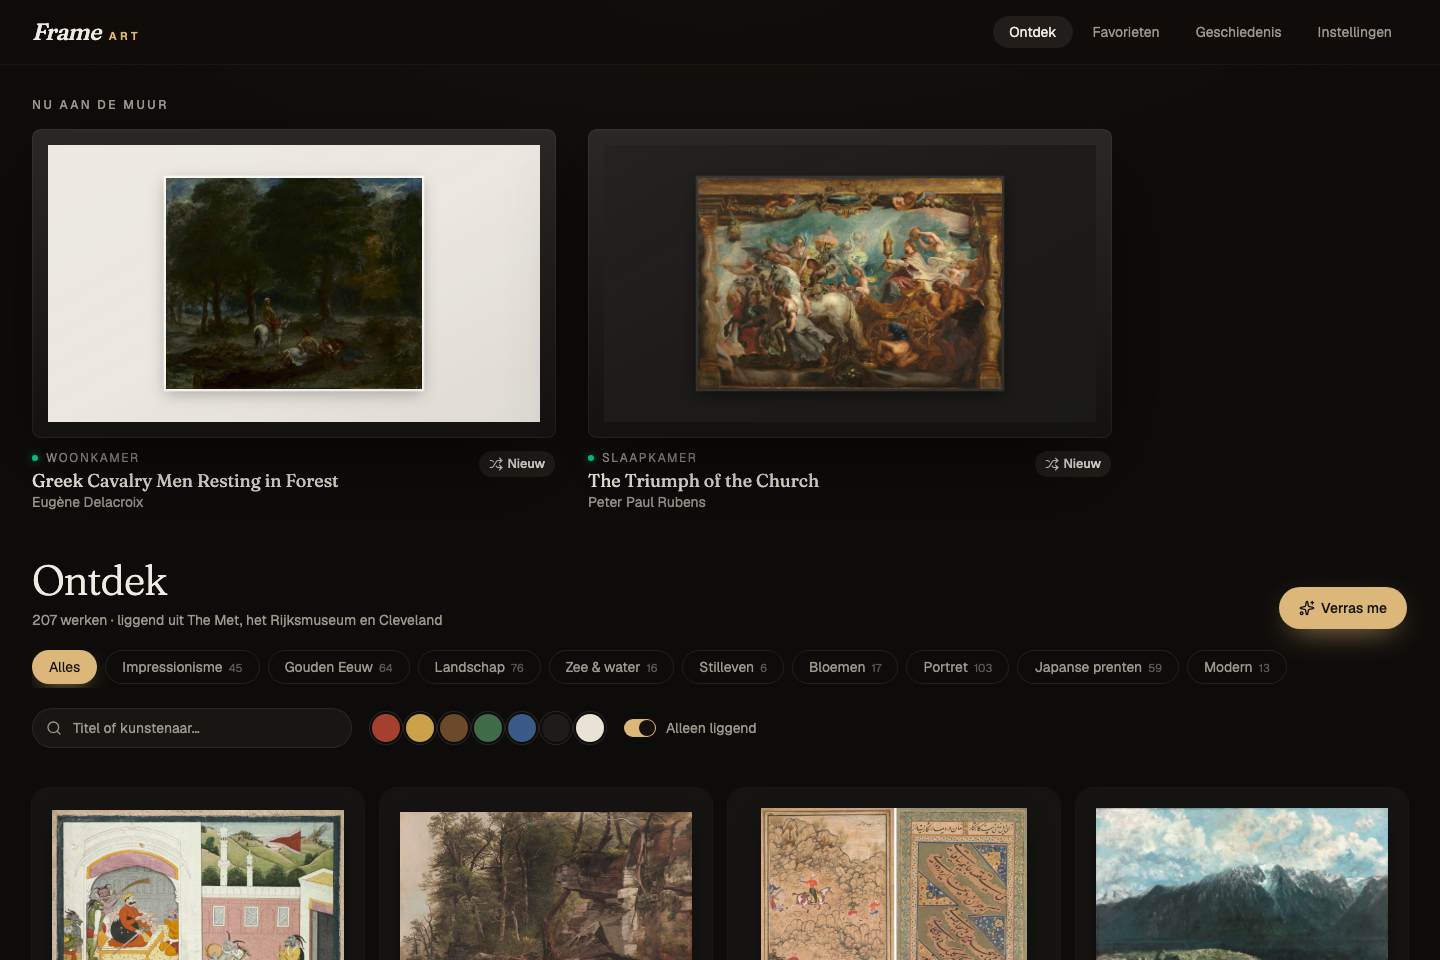 Frame ART
Ontdek
Favorieten
Geschiedenis
Instellingen
NU AAN DE MUUR
WOONKAMER
Nieuw
Greek Cavalry Men Resting in Forest
Eugène Delacroix
SLAAPKAMER
Nieuw
The Triumph of the Church
Peter Paul Rubens
Ontdek
207 werken · liggend uit The Met, het Rijksmuseum en Cleveland
Verras me
Alles
Impressionisme 45
Gouden Eeuw 64
Landschap 76
Zee & water 16
Stilleven 6
Bloemen 17
Portret 103
Japanse prenten 59
Modern 13
Titel of kunstenaar...
Alleen liggend